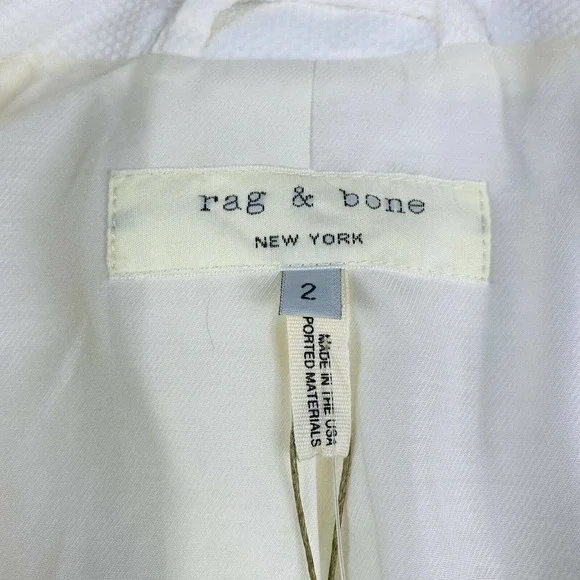 rag & bone
NEW YORK
2
MADE IN THE USA
PORTED MATERIALS